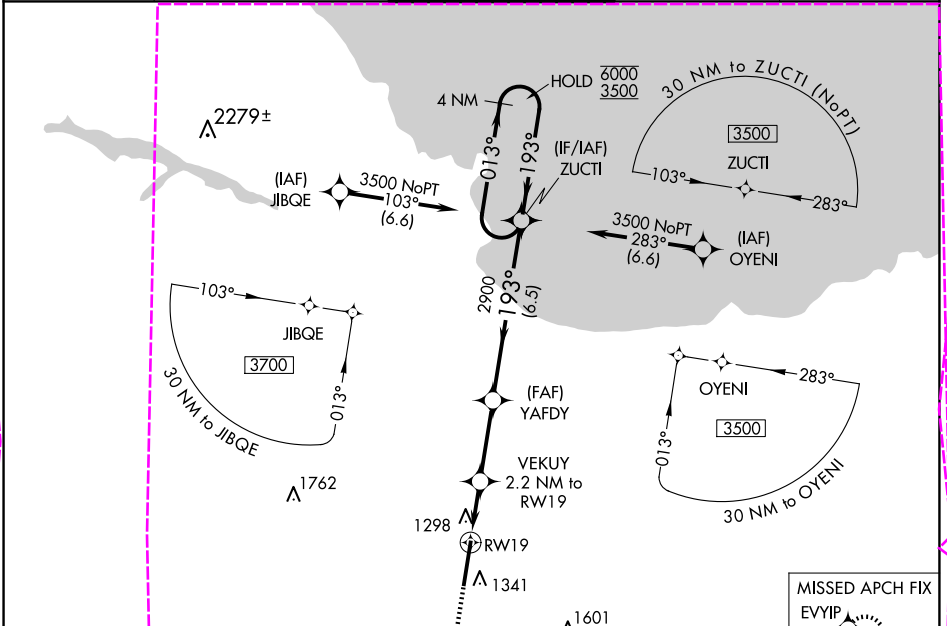 2279±
4 NM
HOLD
6000
3500
013°
193°
(IF/IAF)
ZUCTI
30 NM to ZUCTI (NoPT)
3500
ZUCTI
103°
283°
(IAF)
JIBQE
3500 NoPT
103°
(6.6)
3500 NoPT
283°
(6.6)
(IAF)
OYENI
2900
193°
(6.5)
103°
JIBQE
3700
013°
30 NM to JIBQE
OYENI
283°
3500
013°
30 NM to OYENI
(FAF)
YAFDY
VEKUY
2.2 NM to
RW19
1762
1298
RW19
1341
1601
MISSED APCH FIX
EVYIP